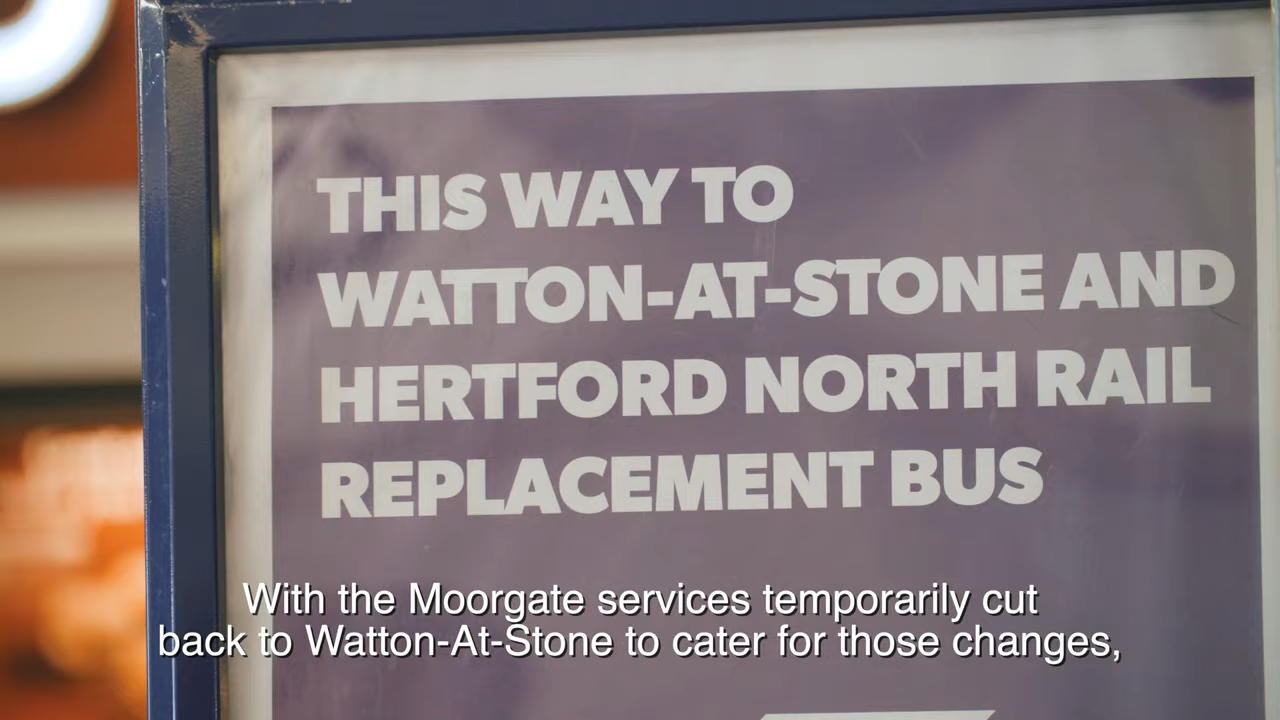 THIS WAY TO
WATTON-AT-STONE AND
HERTFORD NORTH RAIL
REPLACEMENT BUS
With the Moorgate services temporarily cut
back to Watton-At-Stone to cater for those changes,